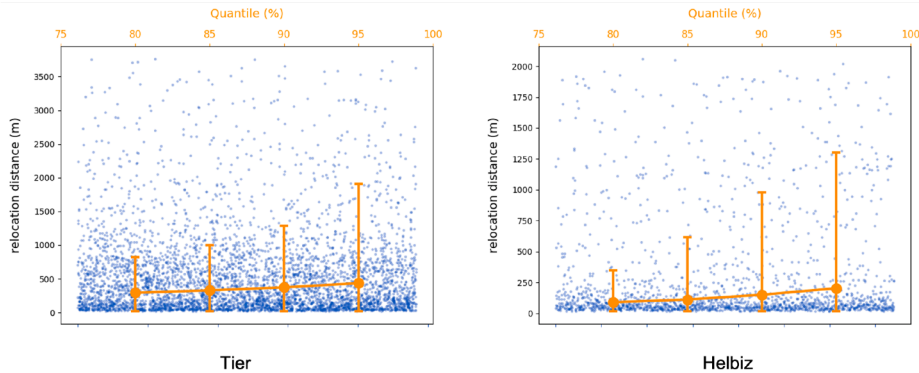 Quantile (%)
75 80 85 90 95 100
3500
3000
2500
2000
1500
1000
500
0
relocation distance (m)
Tier
Quantile (%)
75 80 85 90 95 100
2000
1750
1500
1250
1000
750
500
250
0
relocation distance (m)
Helbiz